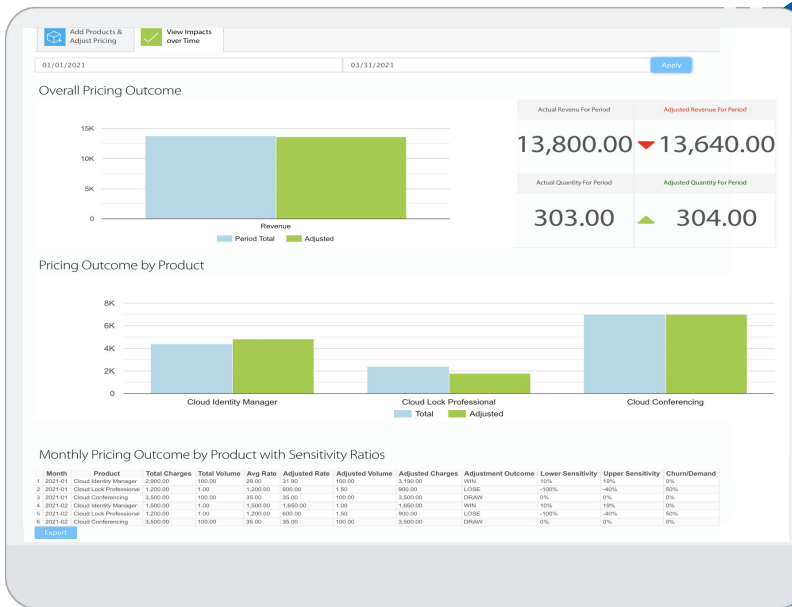 Add Products &
Adjust Pricing
View Impacts
over Time
01/01/2021 03/31/2021 Apply
Overall Pricing Outcome
Actual Revenu For Period Adjusted Revenue For Period
13,800.00 13,640.00
Actual Quantity For Period Adjusted Quantity For Period
303.00 304.00
15K
10K
5K
0
Revenue
Period Total Adjusted
Pricing Outcome by Product
8K
6K
4K
2K
0
Cloud Identity Manager Cloud Lock Professional Cloud Conferencing
Total Adjusted
Monthly Pricing Outcome by Product with Sensitivity Ratios
Month Product Total Charges Total Volume Avg Rate Adjusted Rate Adjusted Volume Adjusted Charges Adjustment Outcome Lower Sensitivity Upper Sensitivity Churn/Demand
1 2021-01 Cloud Identity Manager 2,900.00 100.00 29.00 31.90 100.00 3,190.00 WIN 10% 19% 0%
2 2021-01 Cloud Lock Professional 1,200.00 1.00 1,200.00 600.00 1.50 900.00 LOSE -100% -40% 50%
3 2021-01 Cloud Conferencing 3,500.00 100.00 35.00 35.00 100.00 3,500.00 DRAW 0% 0% 0%
4 2021-02 Cloud Identity Manager 1,500.00 1.00 1,500.00 1,650.00 1.00 1,650.00 WIN 10% 19% 0%
5 2021-02 Cloud Lock Professional 1,200.00 1.00 1,200.00 600.00 1.50 900.00 LOSE -100% -40% 50%
6 2021-02 Cloud Conferencing 3,500.00 100.00 35.00 35.00 100.00 3,500.00 DRAW 0% 0% 0%
Export